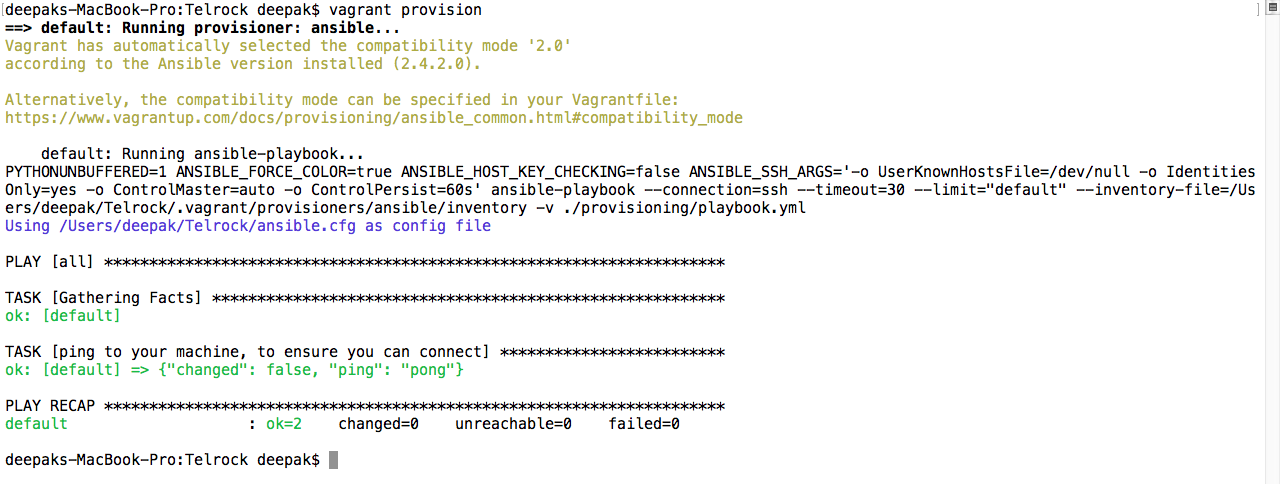 deepaks-MacBook-Pro:Telrock deepak$ vagrant provision
==> default: Running provisioner: ansible...
Vagrant has automatically selected the compatibility mode '2.0'
according to the Ansible version installed (2.4.2.0).
Alternatively, the compatibility mode can be specified in your Vagrantfile:
https://www.vagrantup.com/docs/provisioning/ansible_common.html#compatibility_mode
    default: Running ansible-playbook...
PYTHONUNBUFFERED=1 ANSIBLE_FORCE_COLOR=true ANSIBLE_HOST_KEY_CHECKING=false ANSIBLE_SSH_ARGS='-o UserKnownHostsFile=/dev/null -o Identities
Only=yes -o ControlMaster=auto -o ControlPersist=60s' ansible-playbook --connection=ssh --timeout=30 --limit="default" --inventory-file=/Us
ers/deepak/Telrock/.vagrant/provisioners/ansible/inventory -v ./provisioning/playbook.yml
Using /Users/deepak/Telrock/ansible.cfg as config file
PLAY [all] *********************************************************************
TASK [Gathering Facts] *********************************************************
ok: [default]
TASK [ping to your machine, to ensure you can connect] *************************
ok: [default] => {"changed": false, "ping": "pong"}
PLAY RECAP *********************************************************************
default                    : ok=2    changed=0    unreachable=0    failed=0
deepaks-MacBook-Pro:Telrock deepak$